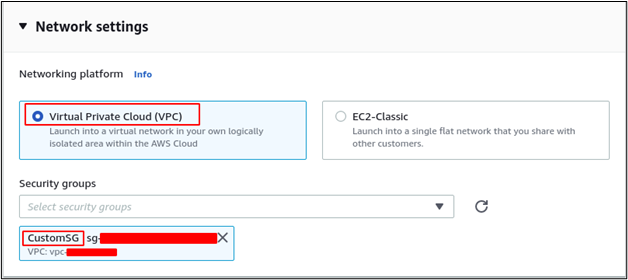 Network settings
Networking platform Info
Virtual Private Cloud (VPC)
Launch into a virtual network in your own logically
isolated area within the AWS Cloud
EC2-Classic
Launch into a single flat network that you share with
other customers.
Security groups
Select security groups
CustomSG sg-
VPC: vpc-